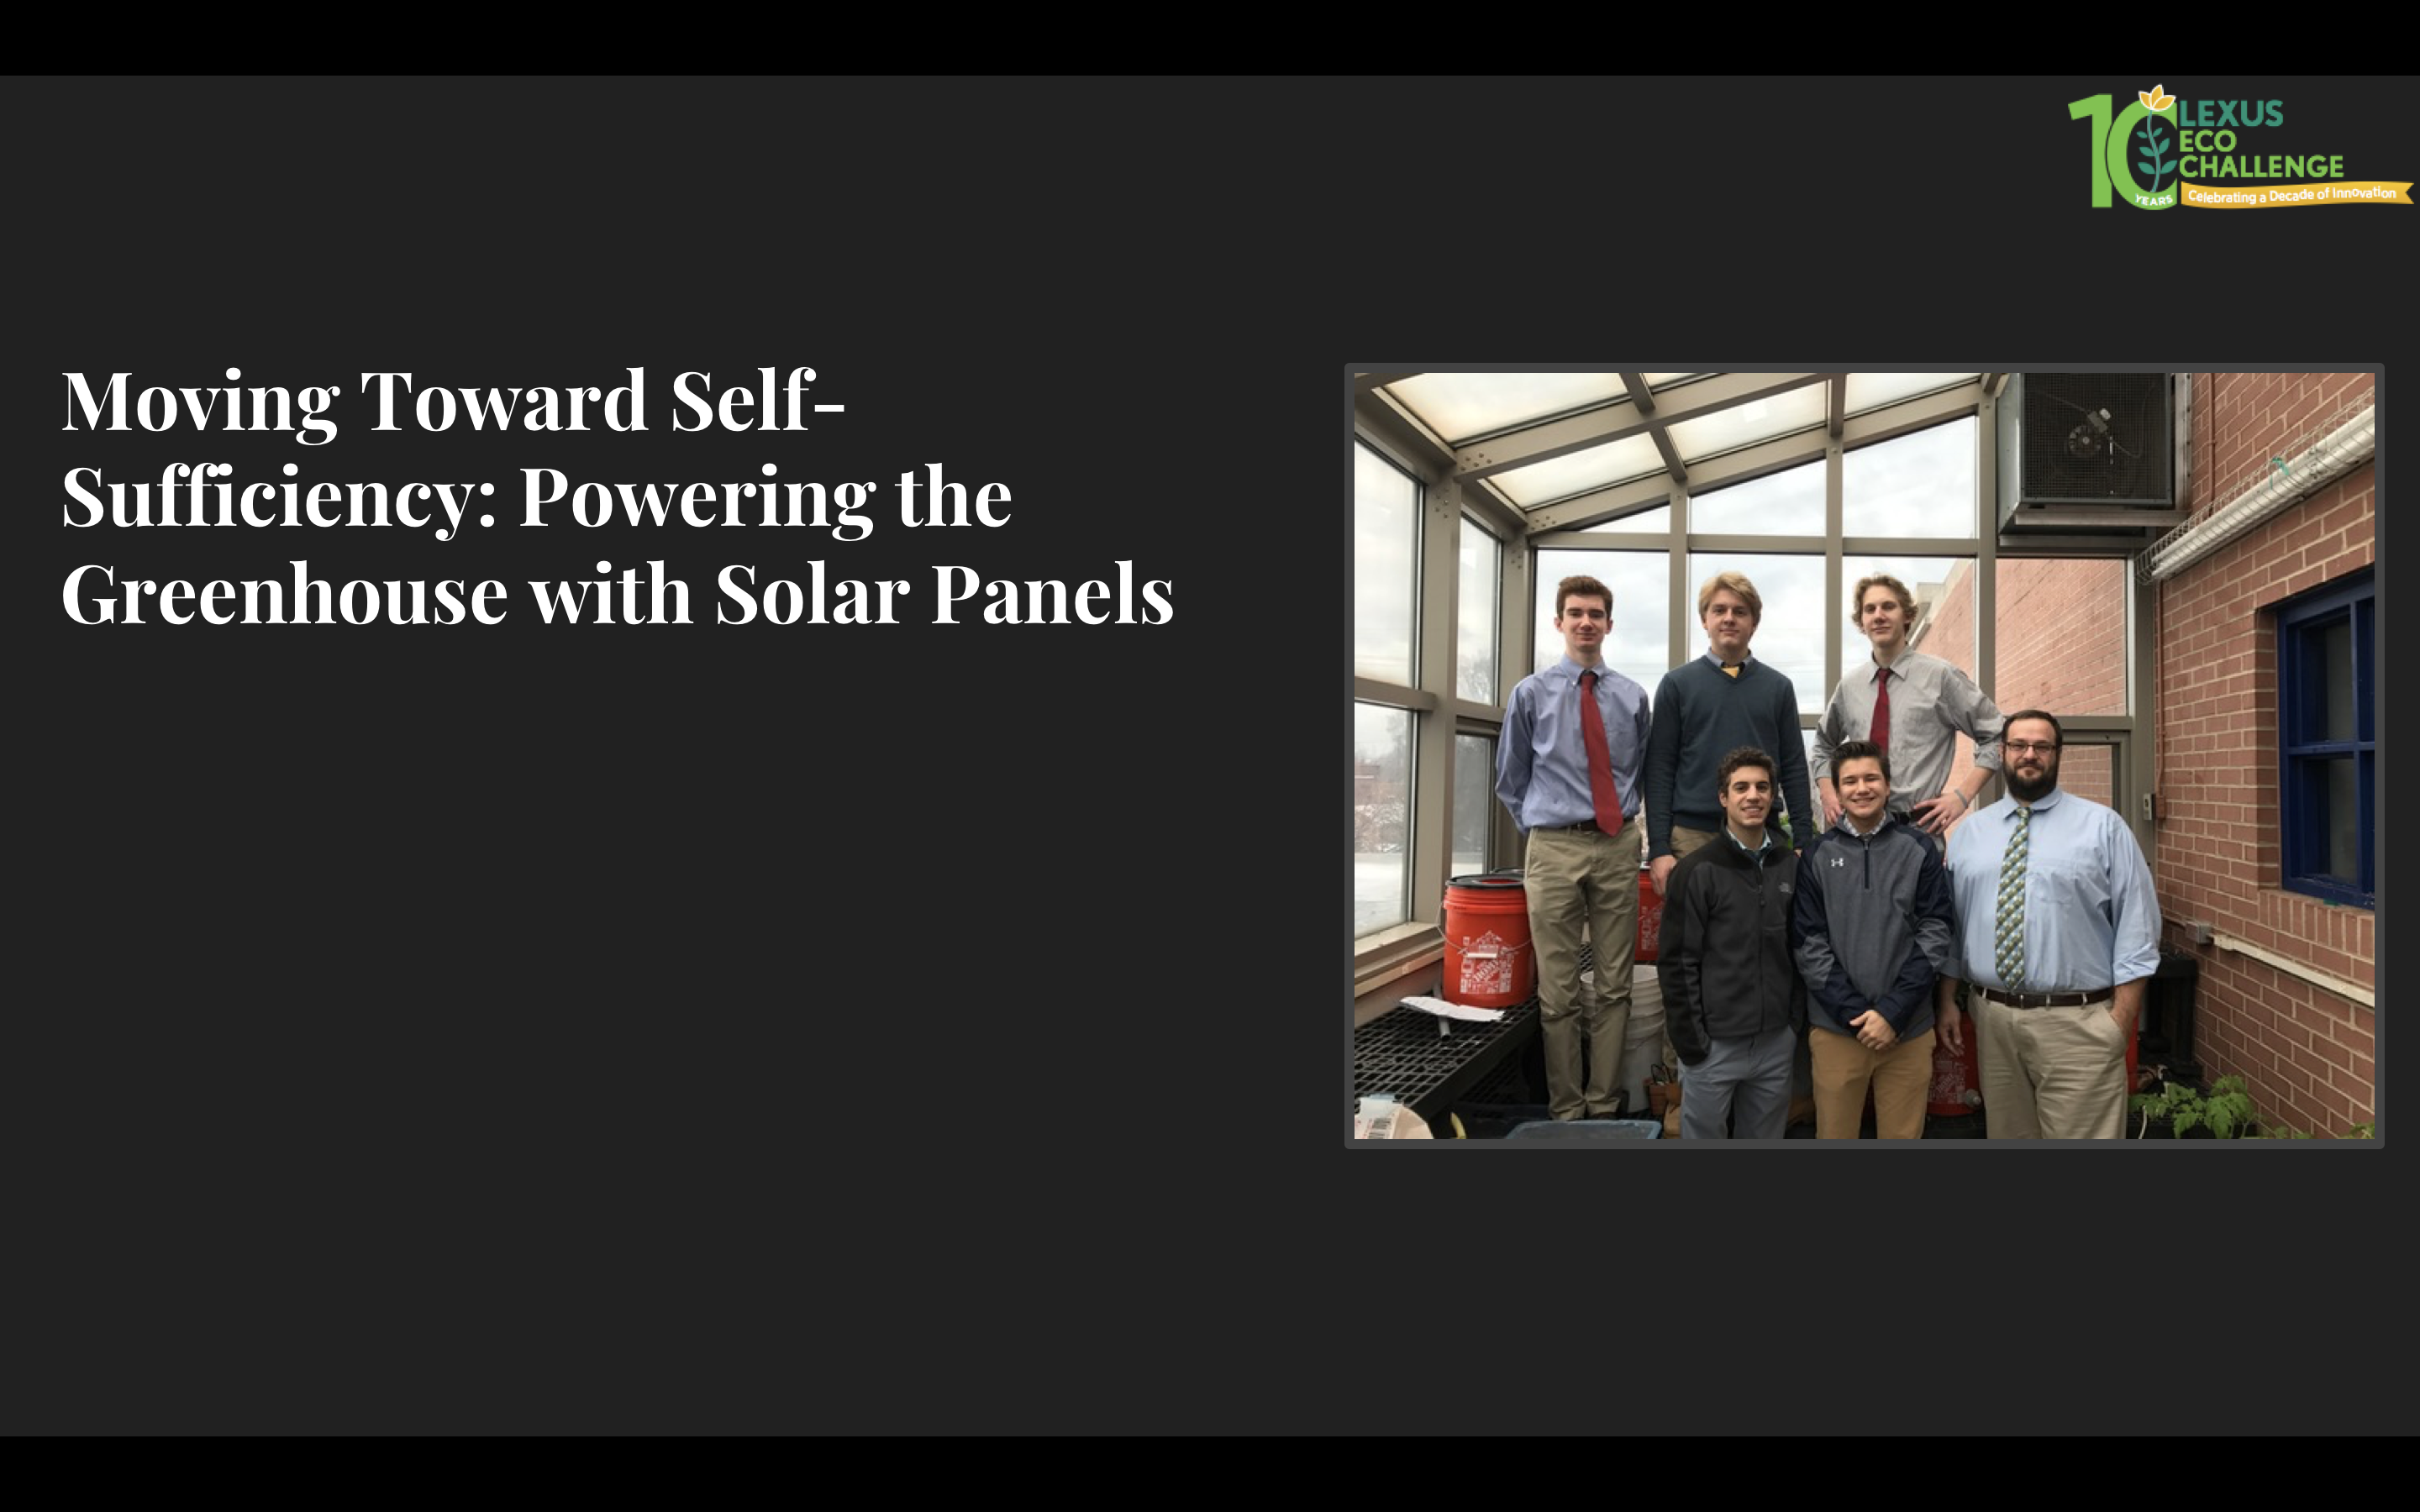 10 YEARS
LEXUS
ECO
CHALLENGE
Celebrating a Decade of Innovation
Moving Toward Self-
Sufficiency: Powering the
Greenhouse with Solar Panels